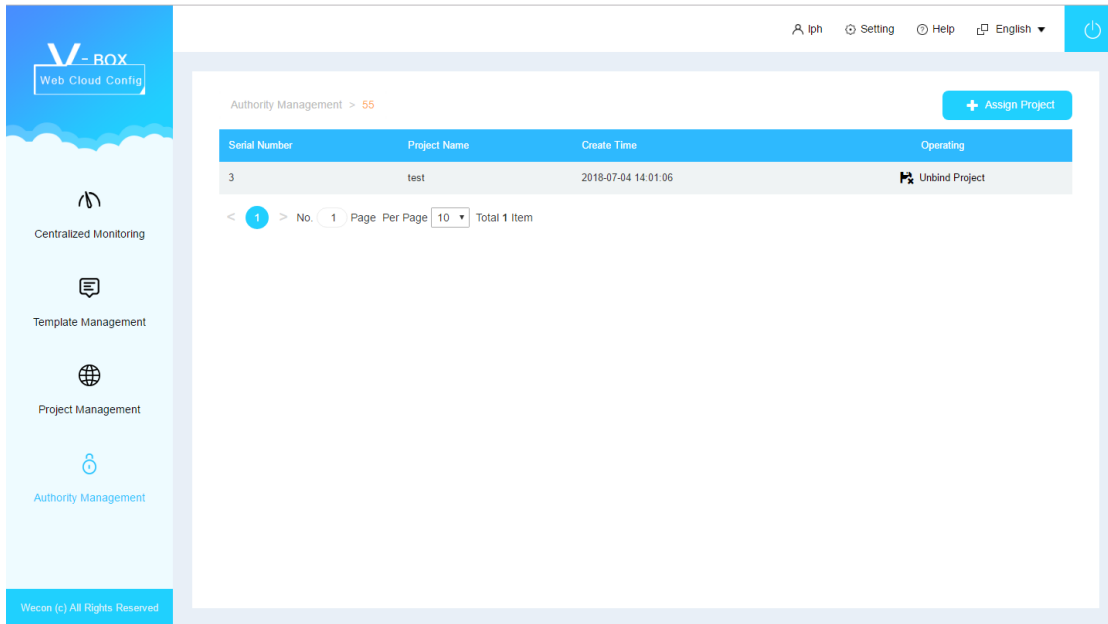 V - BOX
Web Cloud Config
lph Setting Help English
Authority Management > 55
Assign Project
Serial Number Project Name Create Time Operating
3 test 2018-07-04 14:01:06 Unbind Project
< 1 > No. 1 Page Per Page 10 Total 1 Item
Centralized Monitoring
Template Management
Project Management
Authority Management
Wecon (c) All Rights Reserved